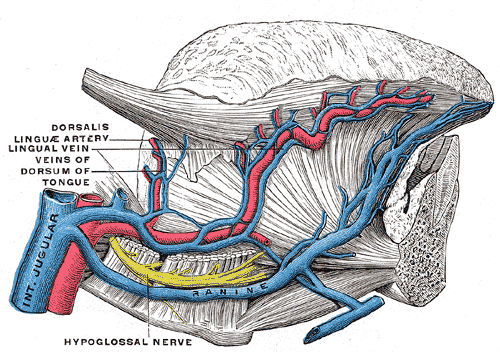 DORSALIS
LINGUÆ ARTERY
LINGUAL VEIN
VEINS OF
DORSUM OF
TONGUE
INT. JUGULAR
RANINE
HYPOGLOSSAL NERVE